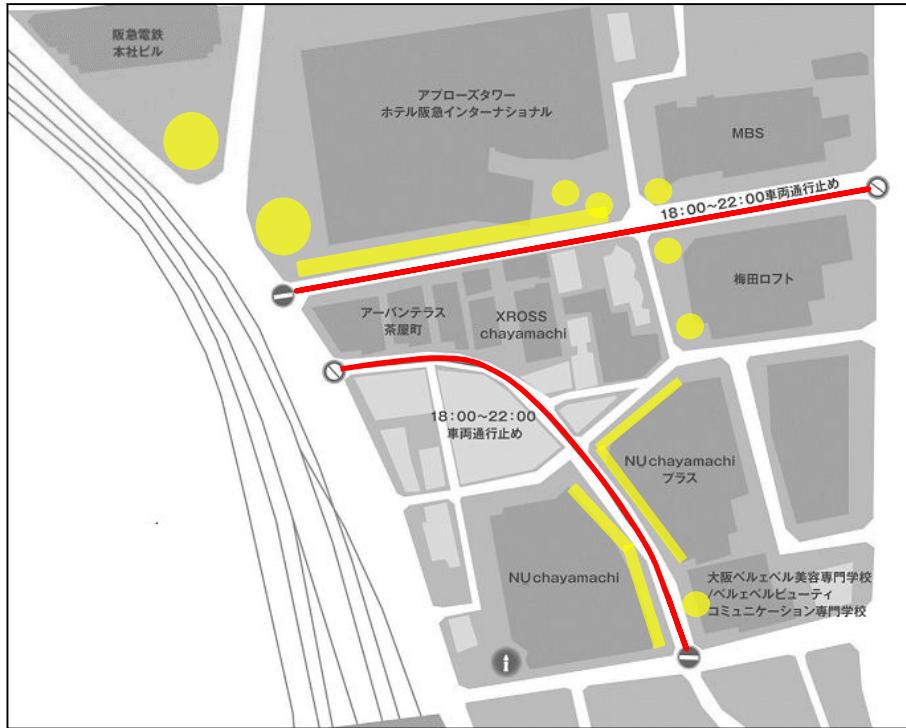 阪急電鉄
本社ビル
アプローズタワー
ホテル阪急インターナショナル
MBS
18:00～22:00車両通行止め
梅田ロフト
アーバンテラス
茶屋町
XROSS
chayamachi
18:00～22:00
車両通行止め
NUchayamachi
プラス
NUchayamachi
大阪ベルェベル美容専門学校
/ベルェベルビューティ
コミュニケーション専門学校
i